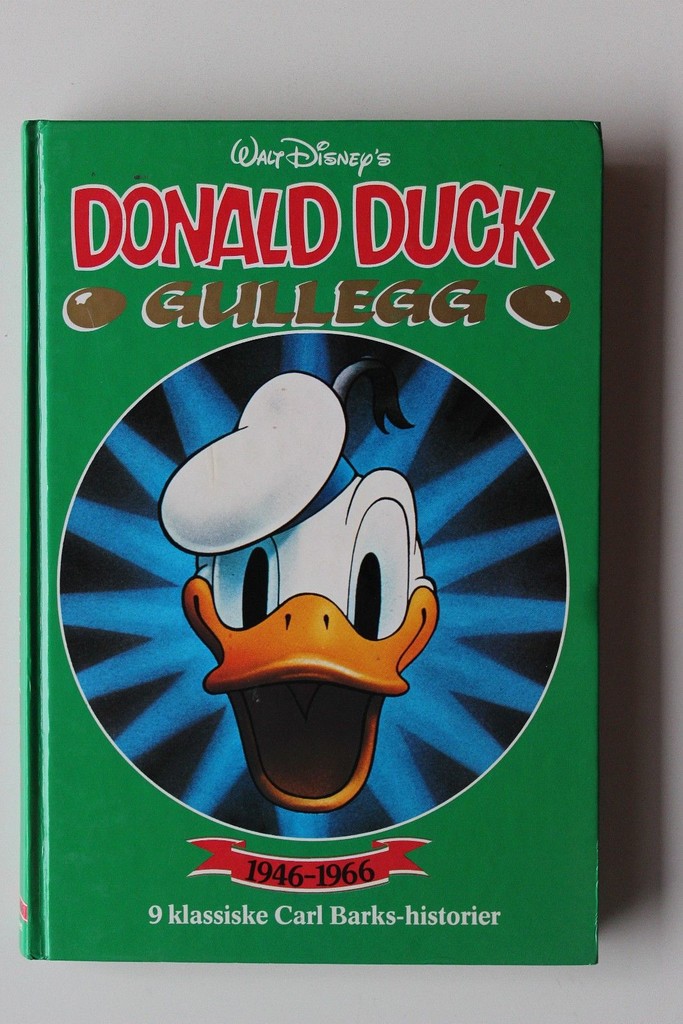 Walt Disney's
DONALD DUCK
GULLEGG
1946-1966
9 klassiske Carl Barks-historier